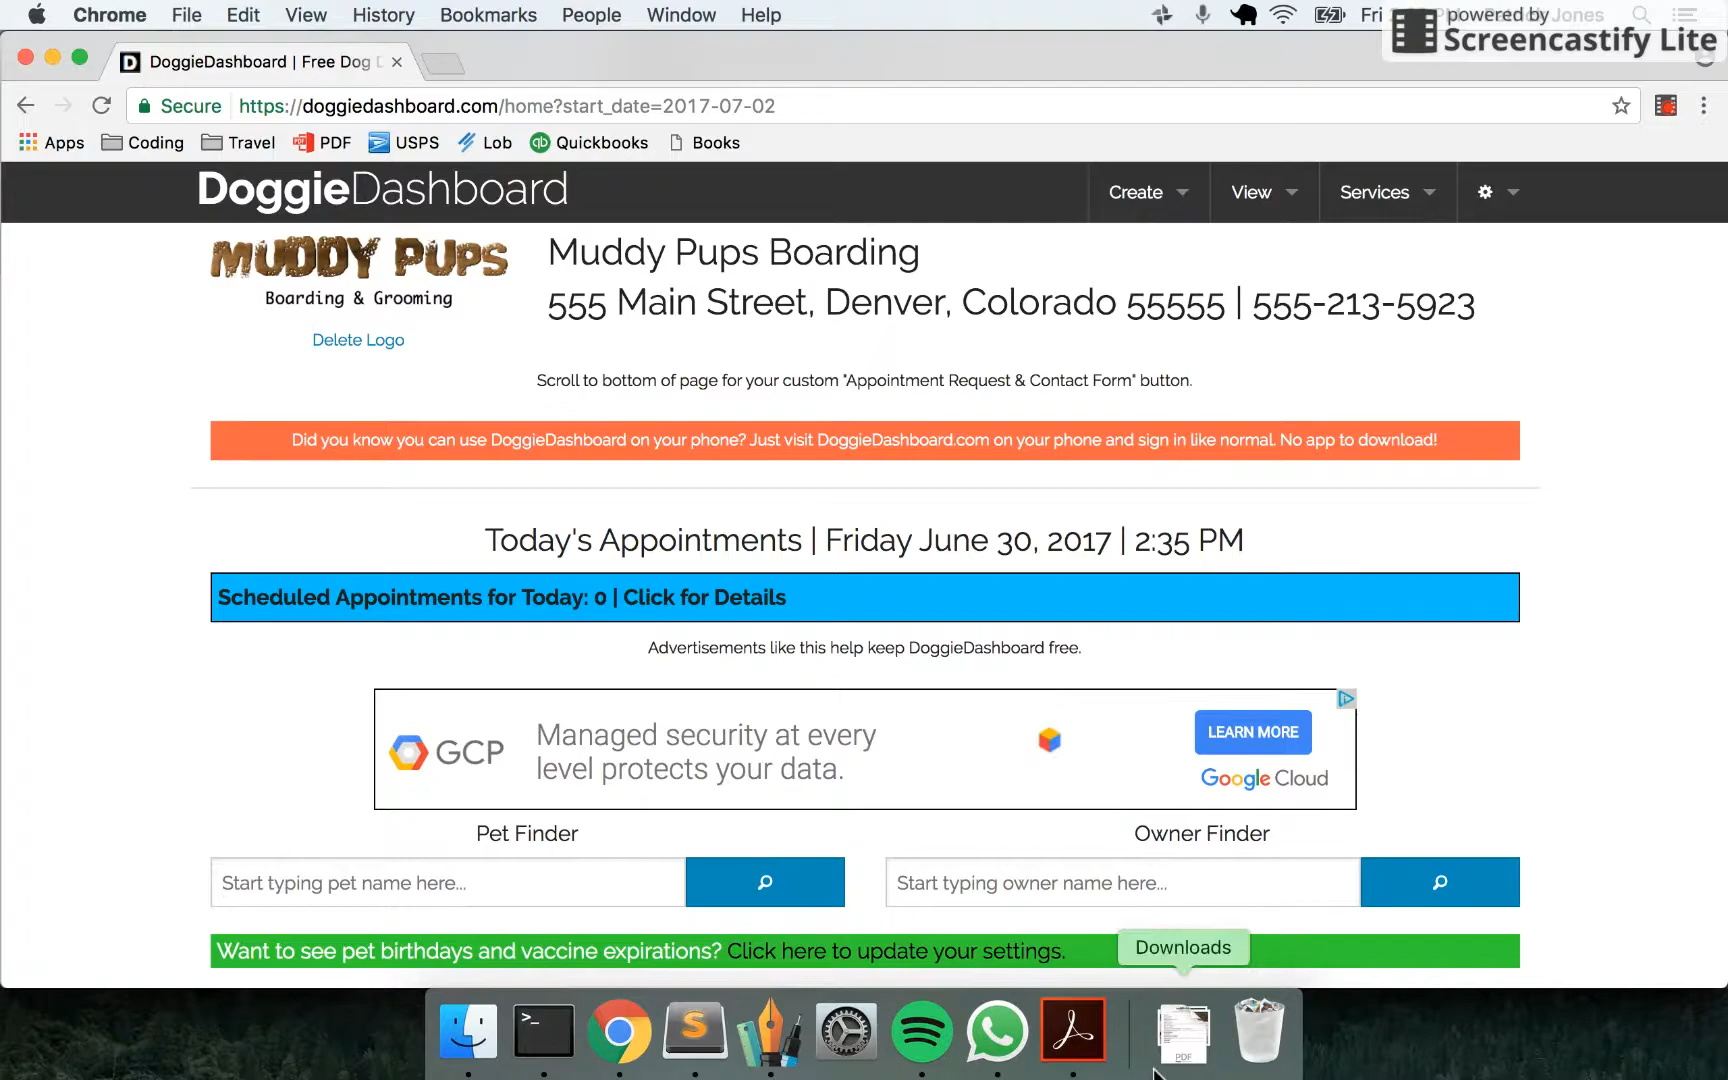 Chrome File Edit View History Bookmarks People Window Help
Fri
Jones
powered by
Screencastify Lite
DoggieDashboard | Free Dog D
Secure https://doggiedashboard.com/home?start_date=2017-07-02
Apps Coding Travel PDF USPS Lob Quickbooks Books
DoggieDashboard
Create View Services
MUDDY PUPS
Boarding & Grooming
Delete Logo
Muddy Pups Boarding
555 Main Street, Denver, Colorado 55555 | 555-213-5923
Scroll to bottom of page for your custom "Appointment Request & Contact Form" button.
Did you know you can use DoggieDashboard on your phone? Just visit DoggieDashboard.com on your phone and sign in like normal. No app to download!
Today's Appointments | Friday June 30, 2017 | 2:35 PM
Scheduled Appointments for Today: 0 | Click for Details
Advertisements like this help keep DoggieDashboard free.
GCP
Managed security at every
level protects your data.
LEARN MORE
Google Cloud
Pet Finder
Owner Finder
Start typing pet name here...
Start typing owner name here...
Want to see pet birthdays and vaccine expirations? Click here to update your settings.
Downloads
PDF